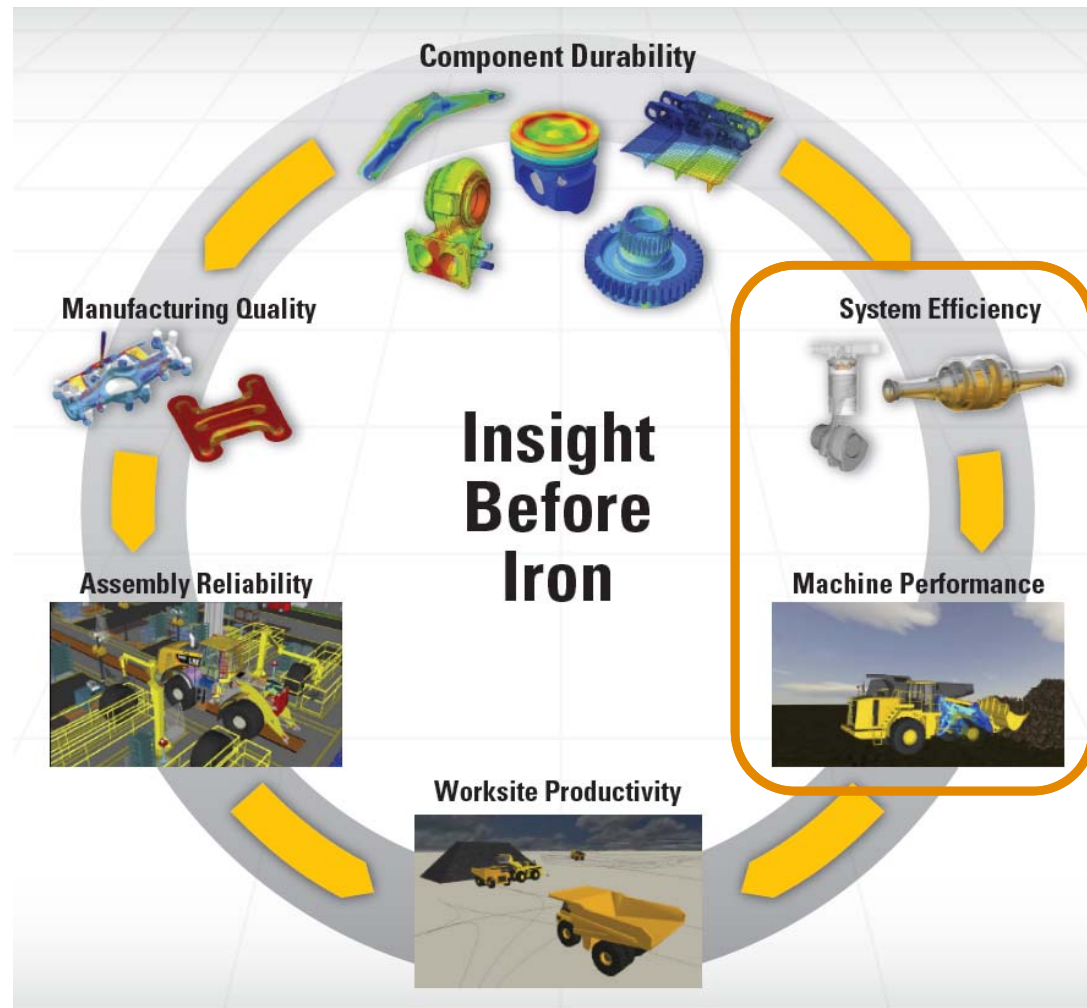 Component Durability
Manufacturing Quality
System Efficiency
Insight
Before
Iron
Assembly Reliability
Machine Performance
Worksite Productivity